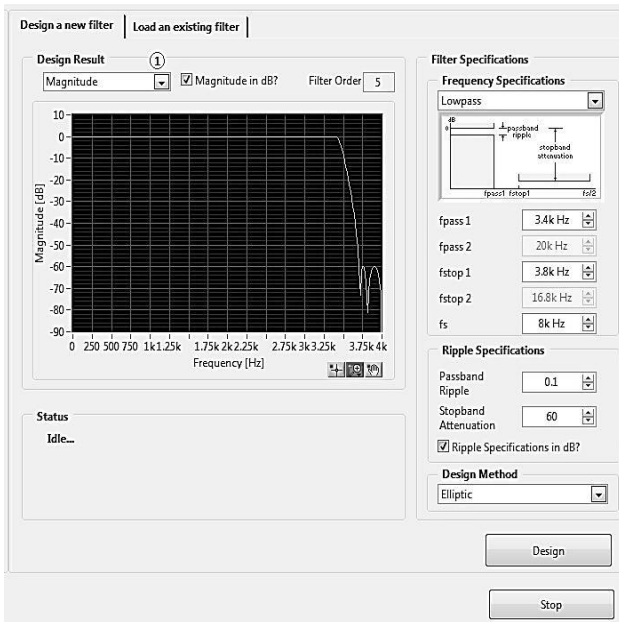 Design a new filter
Load an existing filter
Design Result
①
Magnitude
Magnitude in dB?
Filter Order
5
10
0
-10
-20
-30
-40
-50
-60
-70
-80
-90
Magnitude [dB]
0 250 500 750 1k 1.25k 1.75k 2k 2.25k 2.75k 3k 3.25k 3.75k 4k
Frequency [Hz]
Status
Idle...
Filter Specifications
Frequency Specifications
Lowpass
dB
0
passband
ripple
stopband
attenuation
fpass1 fstop1 fs/2
fpass 1
3.4k Hz
fpass 2
20k Hz
fstop 1
3.8k Hz
fstop 2
16.8k Hz
fs
8k Hz
Ripple Specifications
Passband
Ripple
0.1
Stopband
Attenuation
60
Ripple Specifications in dB?
Design Method
Elliptic
Design
Stop